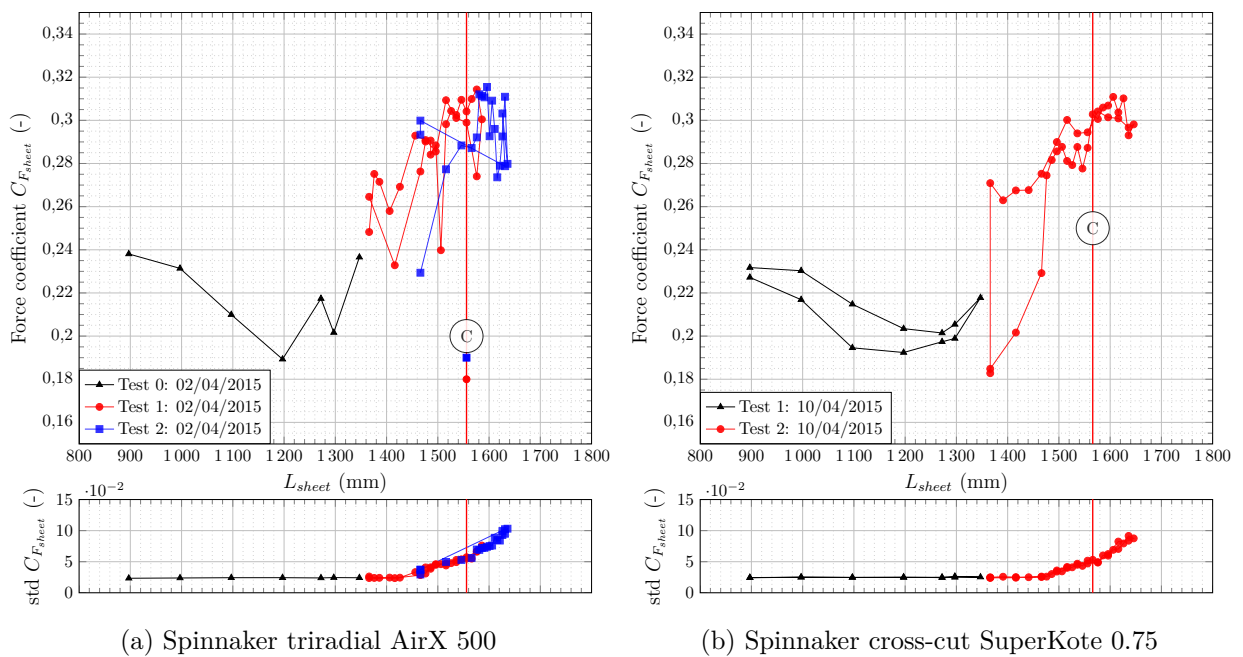 0,34
0,32
0,3
0,28
0,26
0,24
0,22
0,2
0,18
0,16
Force coefficient C_{F_{sheet}} (-)
C
Test 0: 02/04/2015
Test 1: 02/04/2015
Test 2: 02/04/2015
800 900 1 000 1 100 1 200 1 300 1 400 1 500 1 600 1 700 1 800
L_{sheet} (mm)
·10^{-2}
15
10
5
0
std C_{F_{sheet}} (-)
(a) Spinnaker triradial AirX 500
0,34
0,32
0,3
0,28
0,26
0,24
0,22
0,2
0,18
0,16
Force coefficient C_{F_{sheet}} (-)
C
Test 1: 10/04/2015
Test 2: 10/04/2015
800 900 1 000 1 100 1 200 1 300 1 400 1 500 1 600 1 700 1 800
L_{sheet} (mm)
·10^{-2}
15
10
5
0
std C_{F_{sheet}} (-)
(b) Spinnaker cross-cut SuperKote 0.75